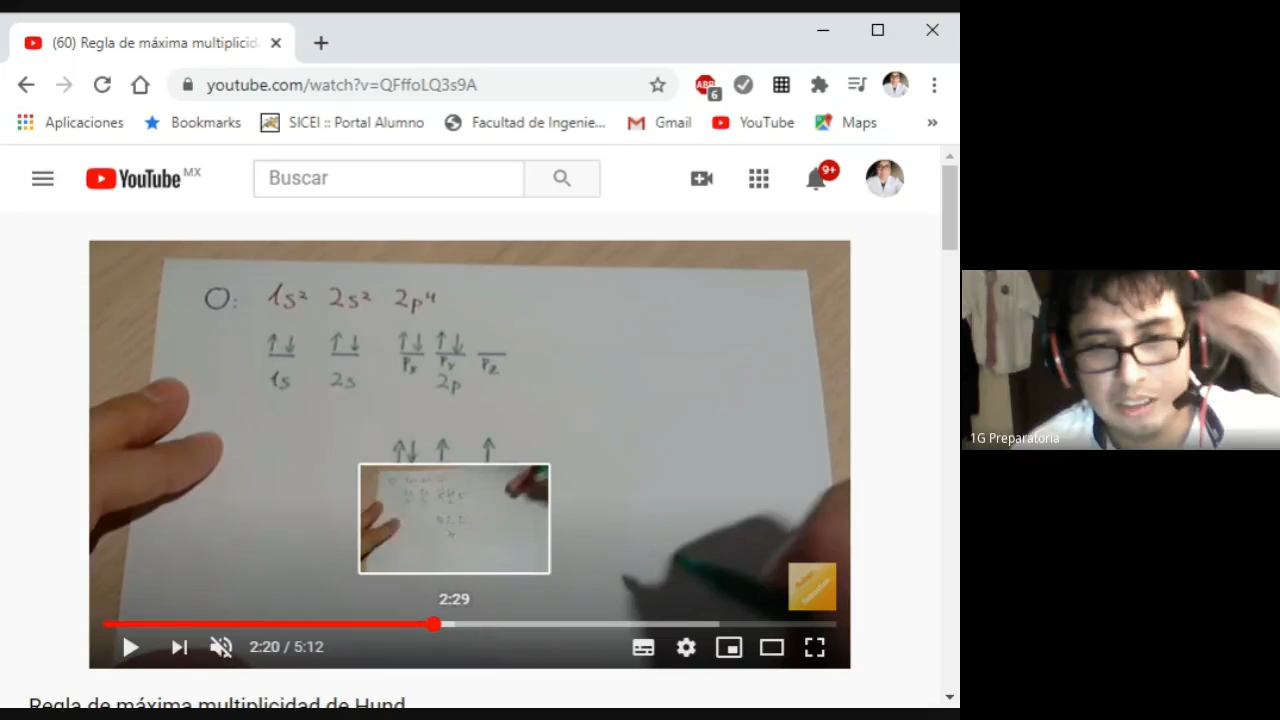 (60) Regla de máxima multiplicid
youtube.com/watch?v=QFffoLQ3s9A
ABP
6
Aplicaciones Bookmarks SICEI :: Portal Alumno Facultad de Ingenie... Gmail YouTube Maps »
YouTube MX
Buscar
9+
O: 1s² 2s² 2p⁴
↑↓ ↑↓ ↑↓ ↑↓
Px Py Pz
1s 2s 2p
↑↓ ↑ ↑
1G Preparatoria
2:29
2:20 / 5:12
Regla de máxima multiplicidad de Hund